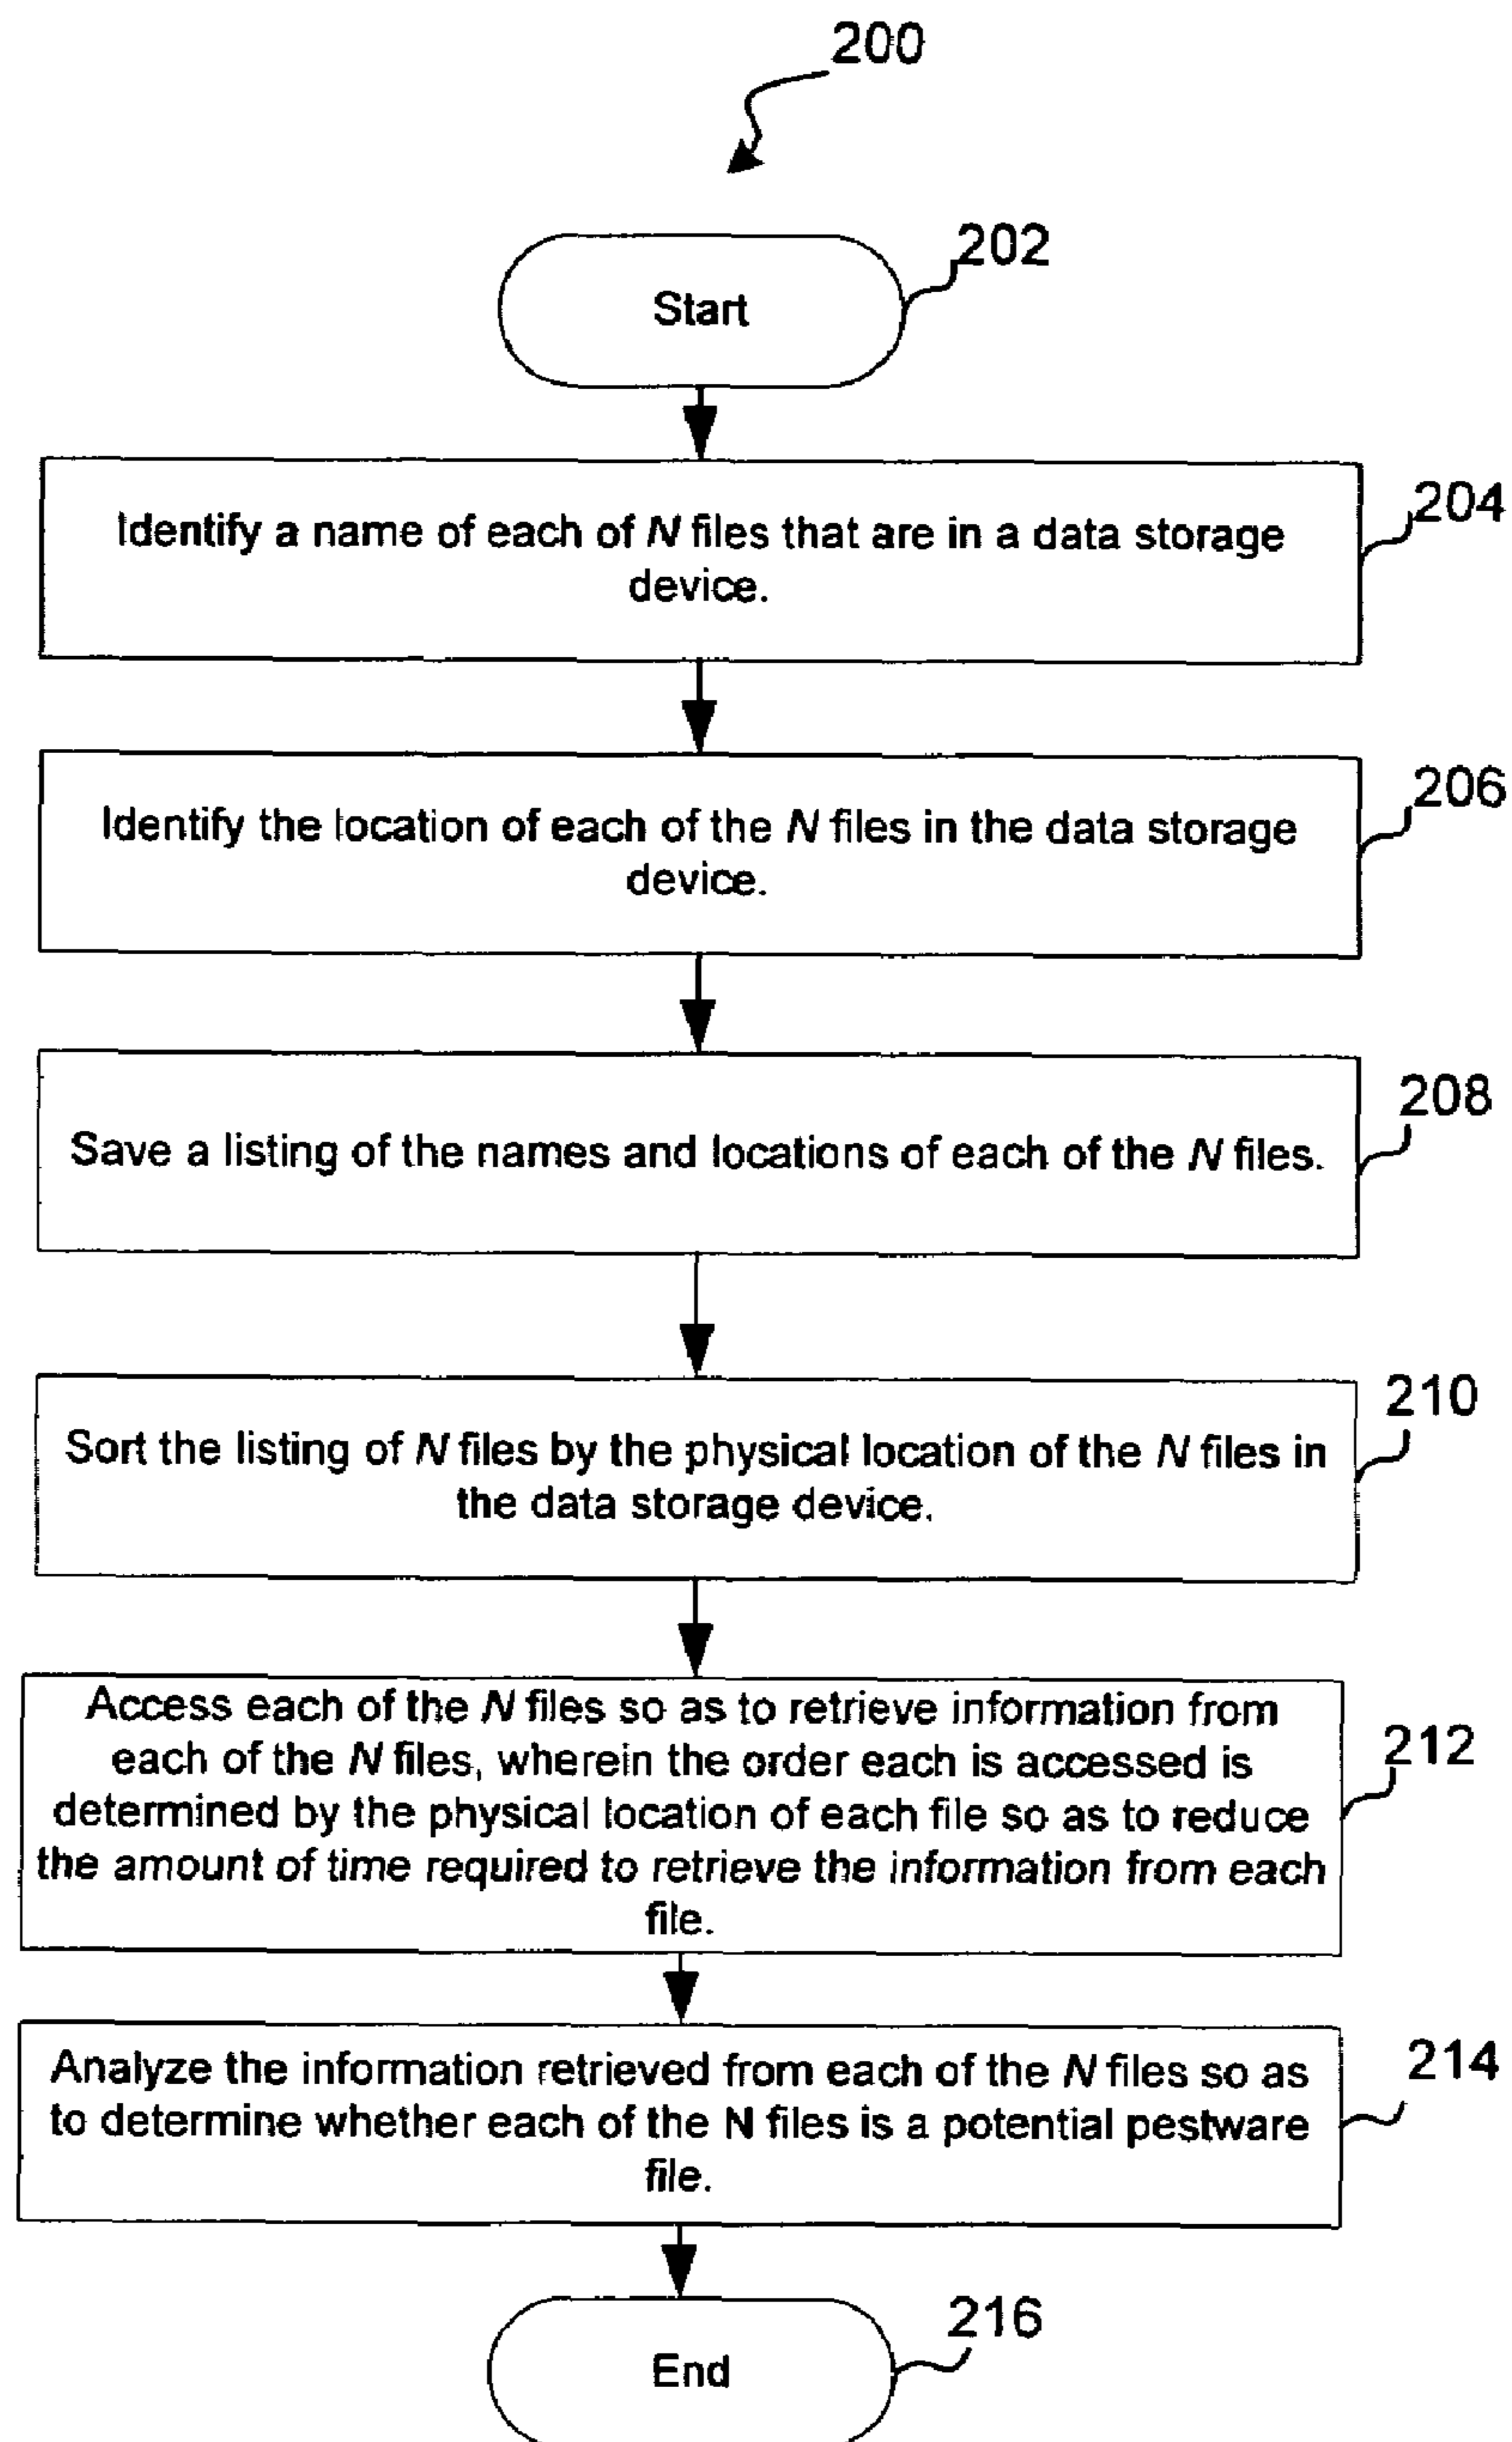 200
202
Start
204
Identify a name of each of N files that are in a data storage
device.
206
Identify the location of each of the N files in the data storage
device.
208
Save a listing of the names and locations of each of the N files.
210
Sort the listing of N files by the physical location of the N files in
the data storage device.
212
Access each of the N files so as to retrieve information from
each of the N files, wherein the order each is accessed is
determined by the physical location of each file so as to reduce
the amount of time required to retrieve the information from each
file.
214
Analyze the information retrieved from each of the N files so as
to determine whether each of the N files is a potential pestware
file.
216
End